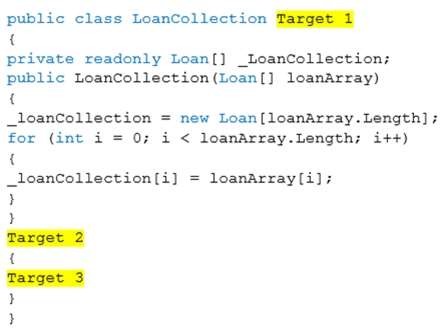 public class LoanCollection Target 1
{
private readonly Loan[] _LoanCollection;
public LoanCollection(Loan[] loanArray)
{
_loanCollection = new Loan[loanArray.Length];
for (int i = 0; i < loanArray.Length; i++)
{
_loanCollection[i] = loanArray[i];
}
}
Target 2
{
Target 3
}
}